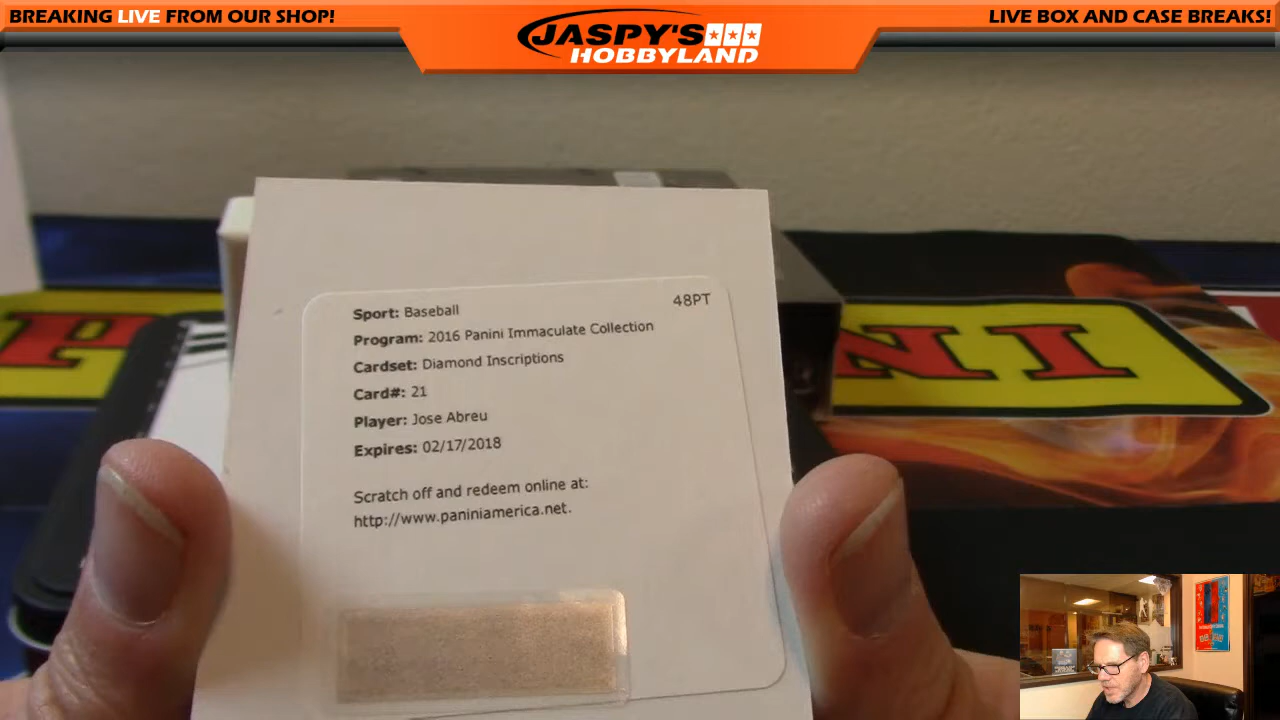 BREAKING LIVE FROM OUR SHOP!
JASPY'S
HOBBYLAND
LIVE BOX AND CASE BREAKS!
Sport: Baseball
48PT
Program: 2016 Panini Immaculate Collection
Cardset: Diamond Inscriptions
Card#: 21
Player: Jose Abreu
Expires: 02/17/2018
Scratch off and redeem online at:
http://www.paniniamerica.net.
NI